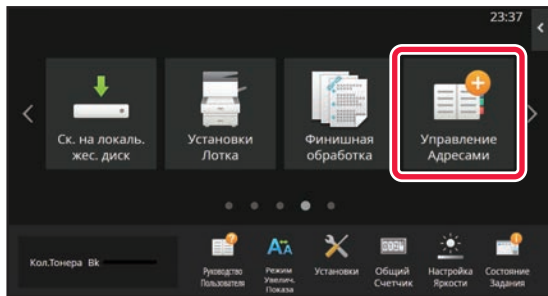 23:37
Ск. на локаль.
жес. диск
Установки
Лотка
Финишная
обработка
Управление
Адресами
Кол.Тонера Bk
Руководство
Пользователя
Режим
Увелич.
Показа
Установки
Общий
Счетчик
Настройка
Яркости
Состояние
Задания